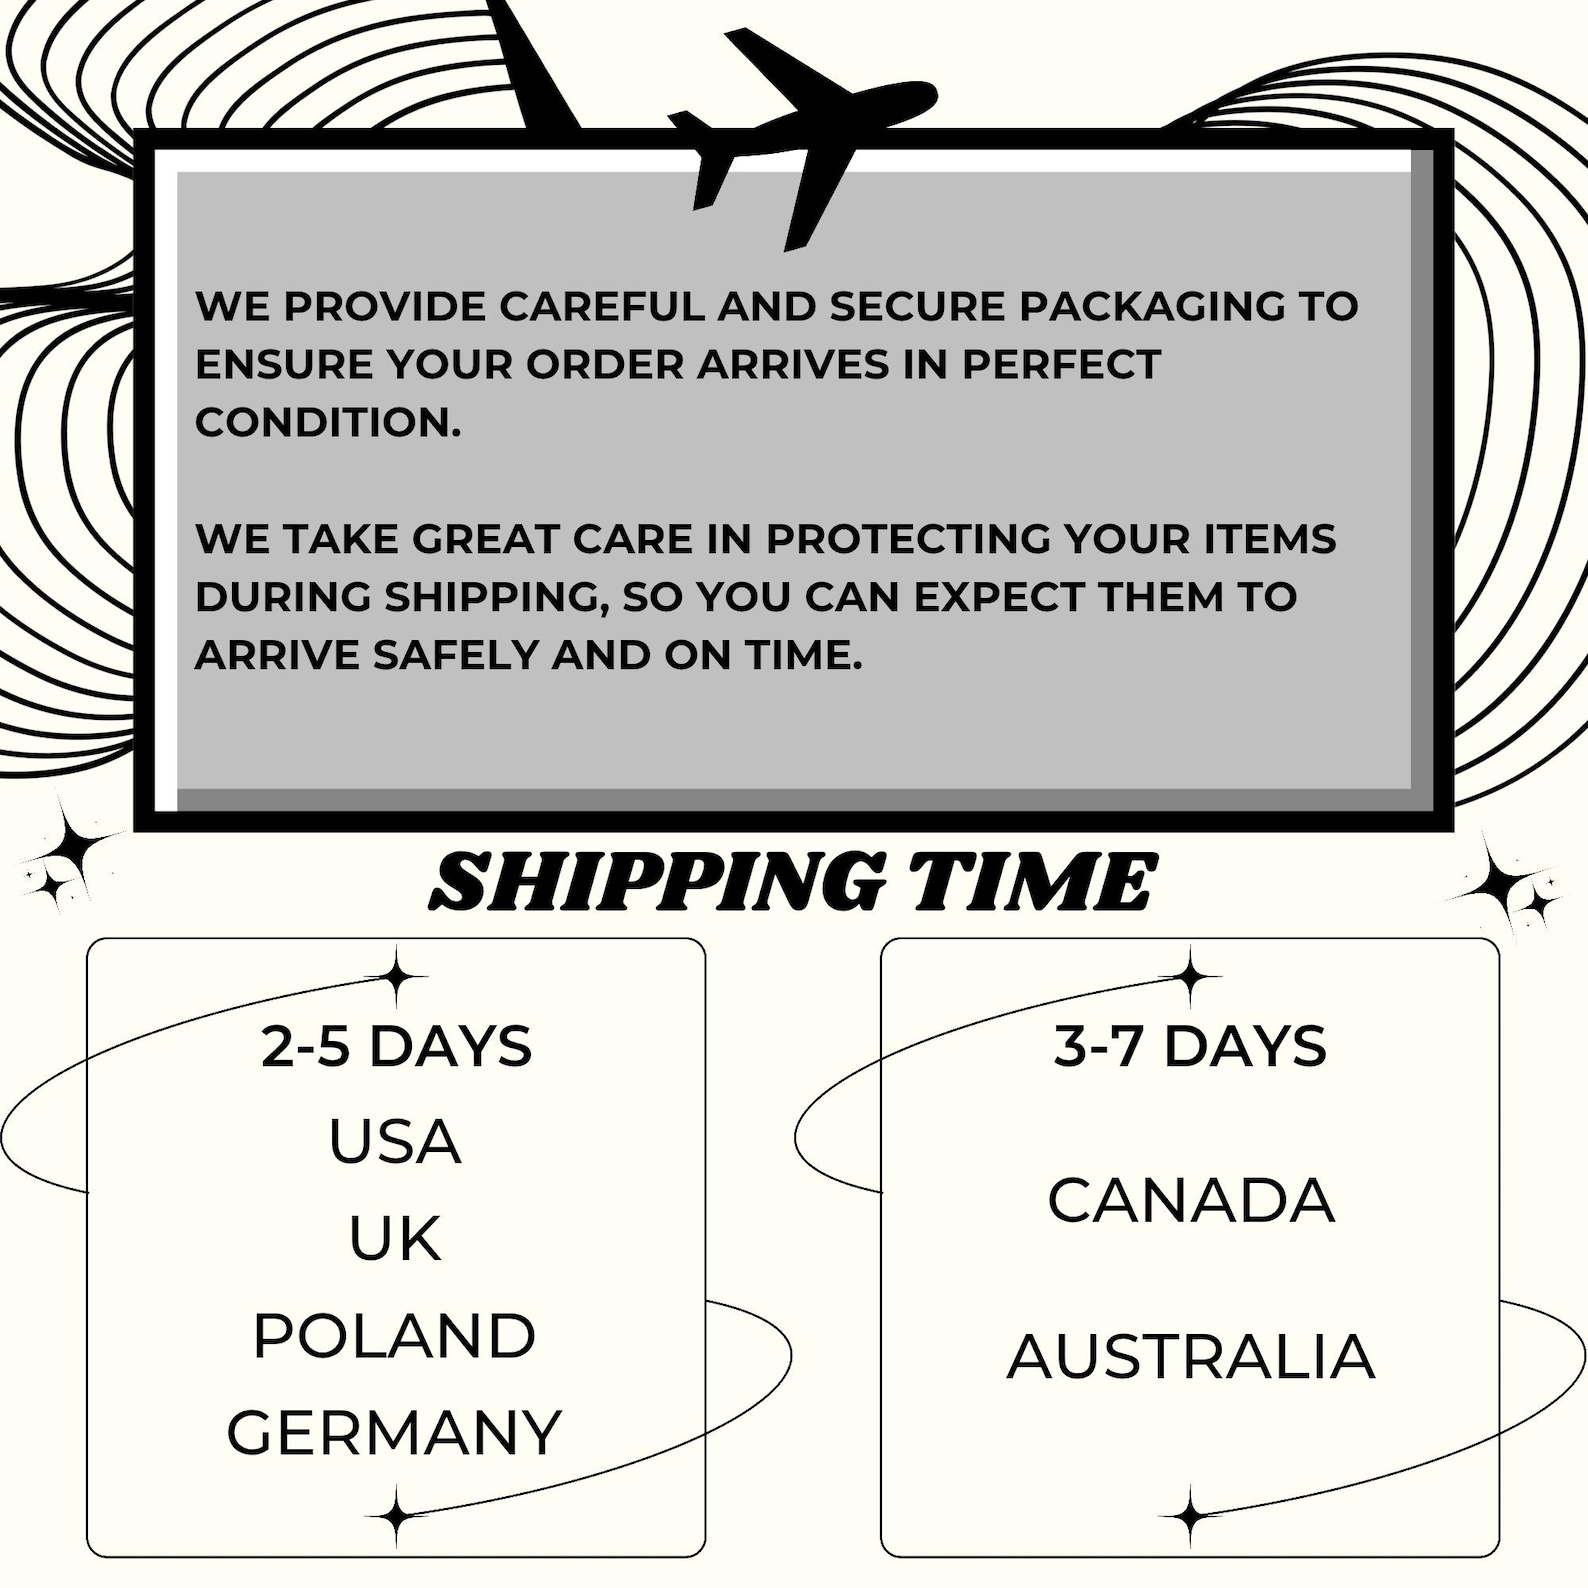 WE PROVIDE CAREFUL AND SECURE PACKAGING TO
ENSURE YOUR ORDER ARRIVES IN PERFECT
CONDITION.
WE TAKE GREAT CARE IN PROTECTING YOUR ITEMS
DURING SHIPPING, SO YOU CAN EXPECT THEM TO
ARRIVE SAFELY AND ON TIME.
SHIPPING TIME
2-5 DAYS
USA
UK
POLAND
GERMANY
3-7 DAYS
CANADA
AUSTRALIA